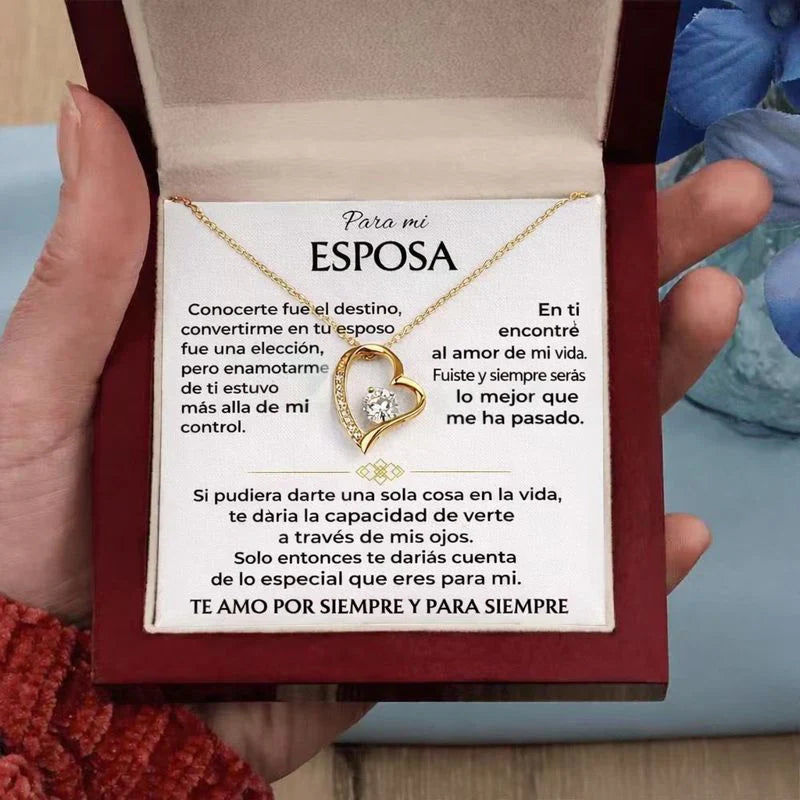 Para mi
ESPOSA
Conocerte fue el destino,
convertirme en tu esposo
fue una elección,
pero enamotarme
de ti estuvo
más alla de mi
control.
En ti
encontré
al amor de mi vida.
Fuiste y siempre serás
lo mejor que
me ha pasado.
Si pudiera darte una sola cosa en la vida,
te dària la capacidad de verte
a través de mis ojos.
Solo entonces te dariás cuenta
de lo especial que eres para mi.
TE AMO POR SIEMPRE Y PARA SIEMPRE